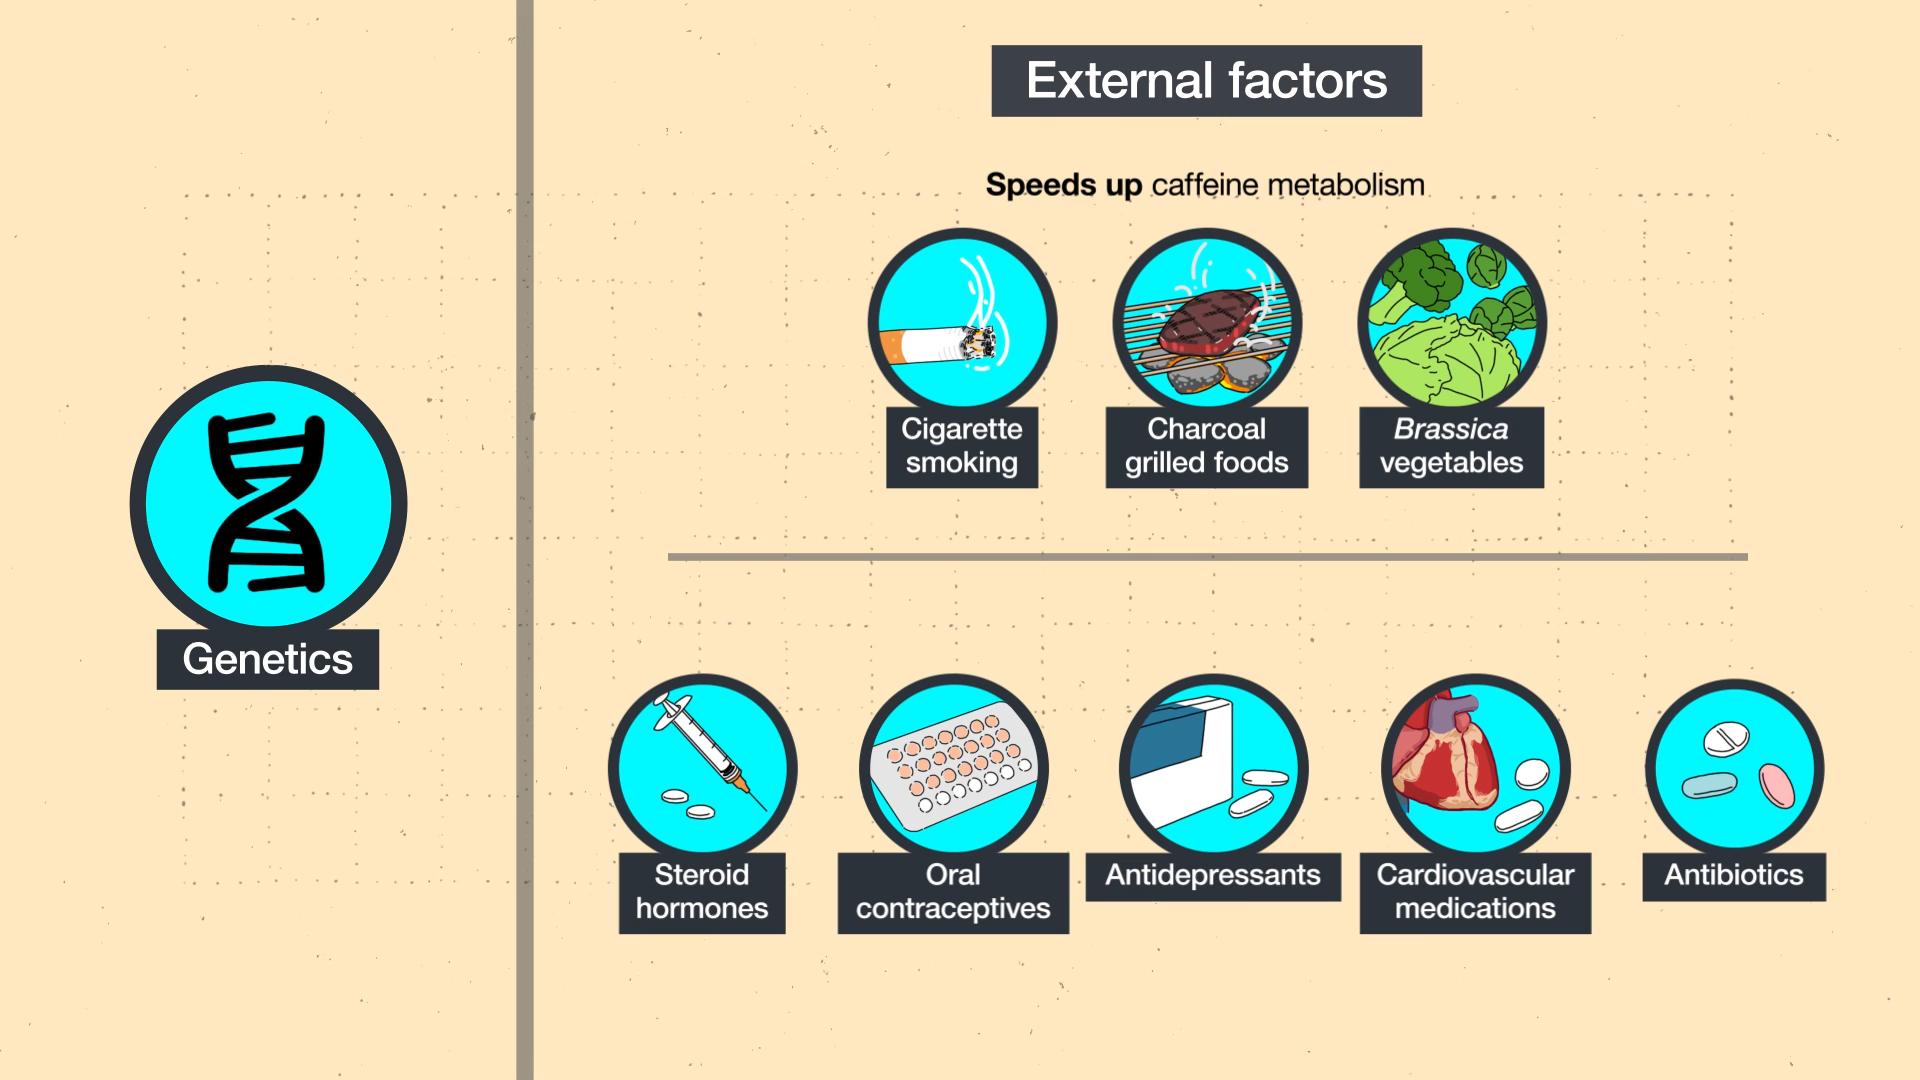 External factors
Speeds up caffeine metabolism
Cigarette
smoking
Charcoal
grilled foods
Brassica
vegetables
Genetics
Steroid
hormones
Oral
contraceptives
Antidepressants
Cardiovascular
medications
Antibiotics